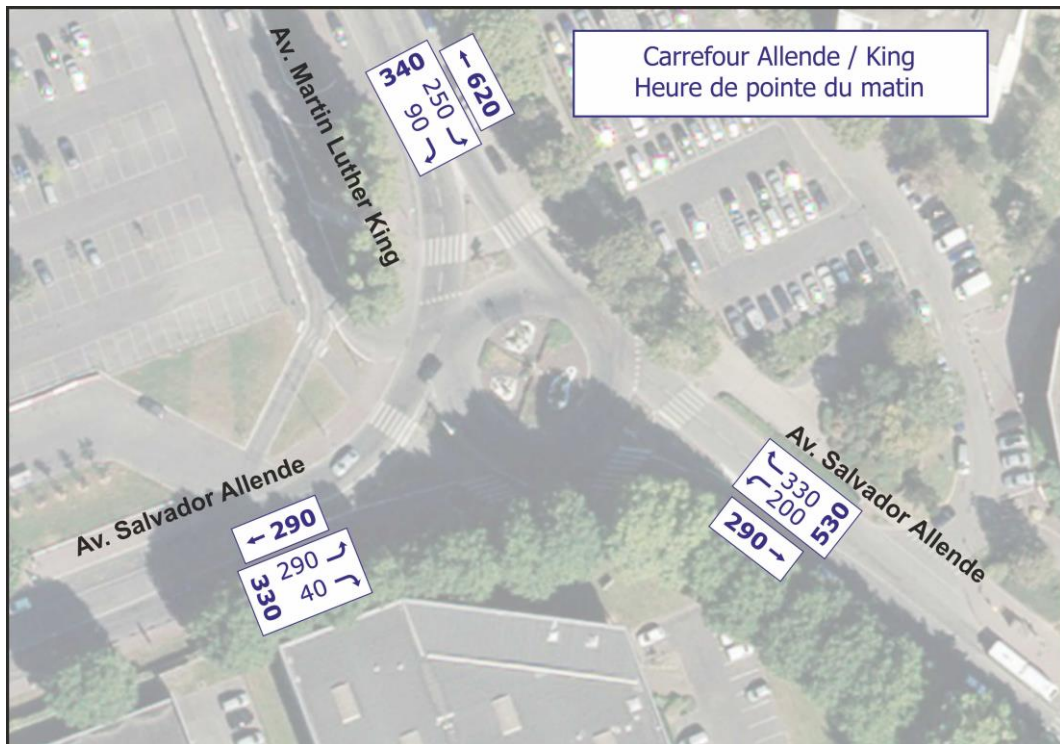 Carrefour Allende / King
Heure de pointe du matin
Av. Martin Luther King
340
250
90
← 620
Av. Salvador Allende
← 290
330
290
40
Av. Salvador Allende
330
200
530
290 →